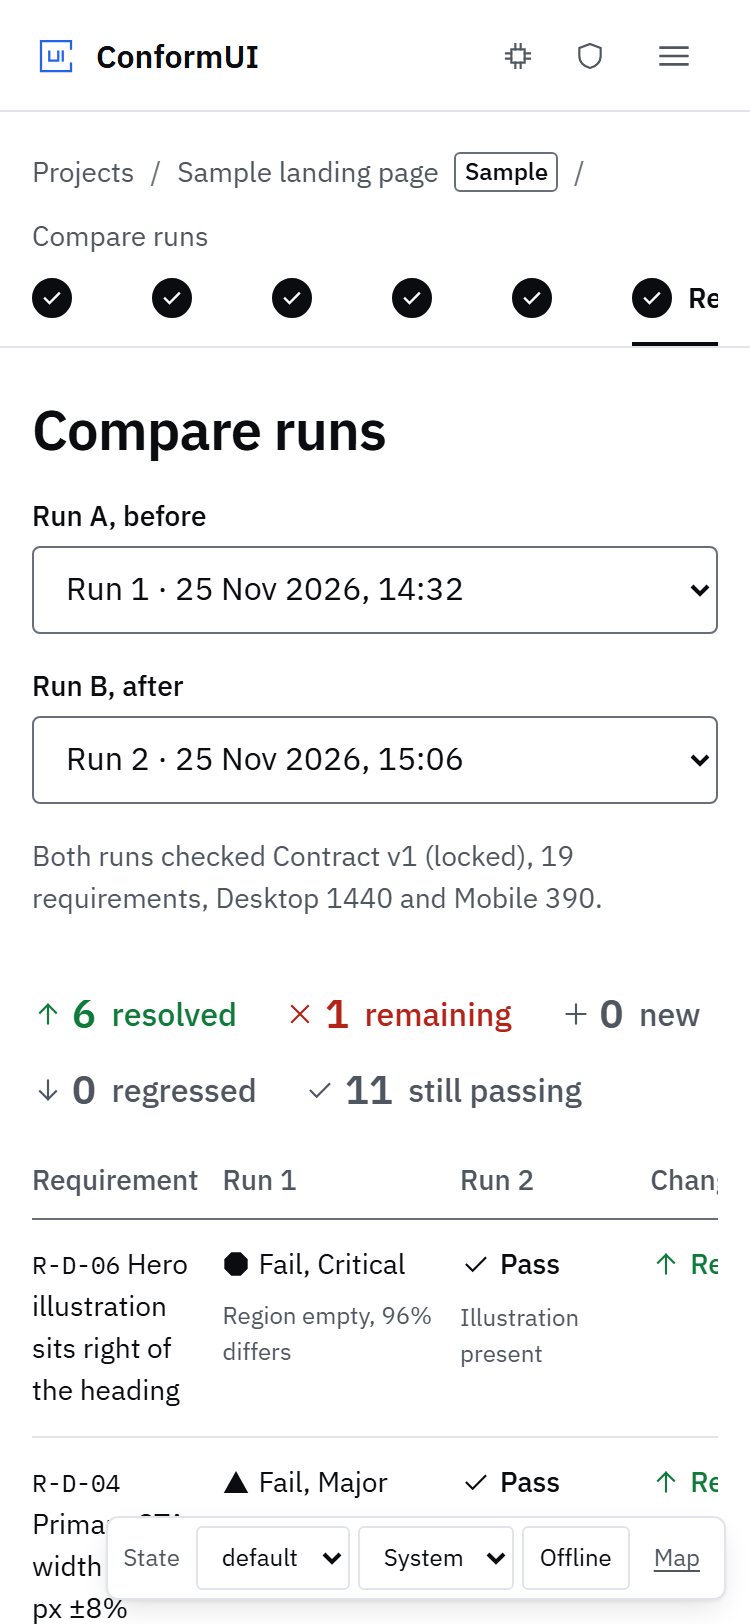 ConformUI
Projects / Sample landing page Sample /
Compare runs
Re
Compare runs
Run A, before
Run 1 · 25 Nov 2026, 14:32
Run B, after
Run 2 · 25 Nov 2026, 15:06
Both runs checked Contract v1 (locked), 19
requirements, Desktop 1440 and Mobile 390.
↑ 6 resolved × 1 remaining + 0 new
↓ 0 regressed ✓ 11 still passing
Requirement Run 1 Run 2 Chang
R-D-06 Hero illustration sits right of the heading
Fail, Critical
Region empty, 96% differs
✓ Pass
Illustration present
↑ Re
R-D-04
Fail, Major
✓ Pass
↑ Re
width
px ±8%
State default System Offline Map